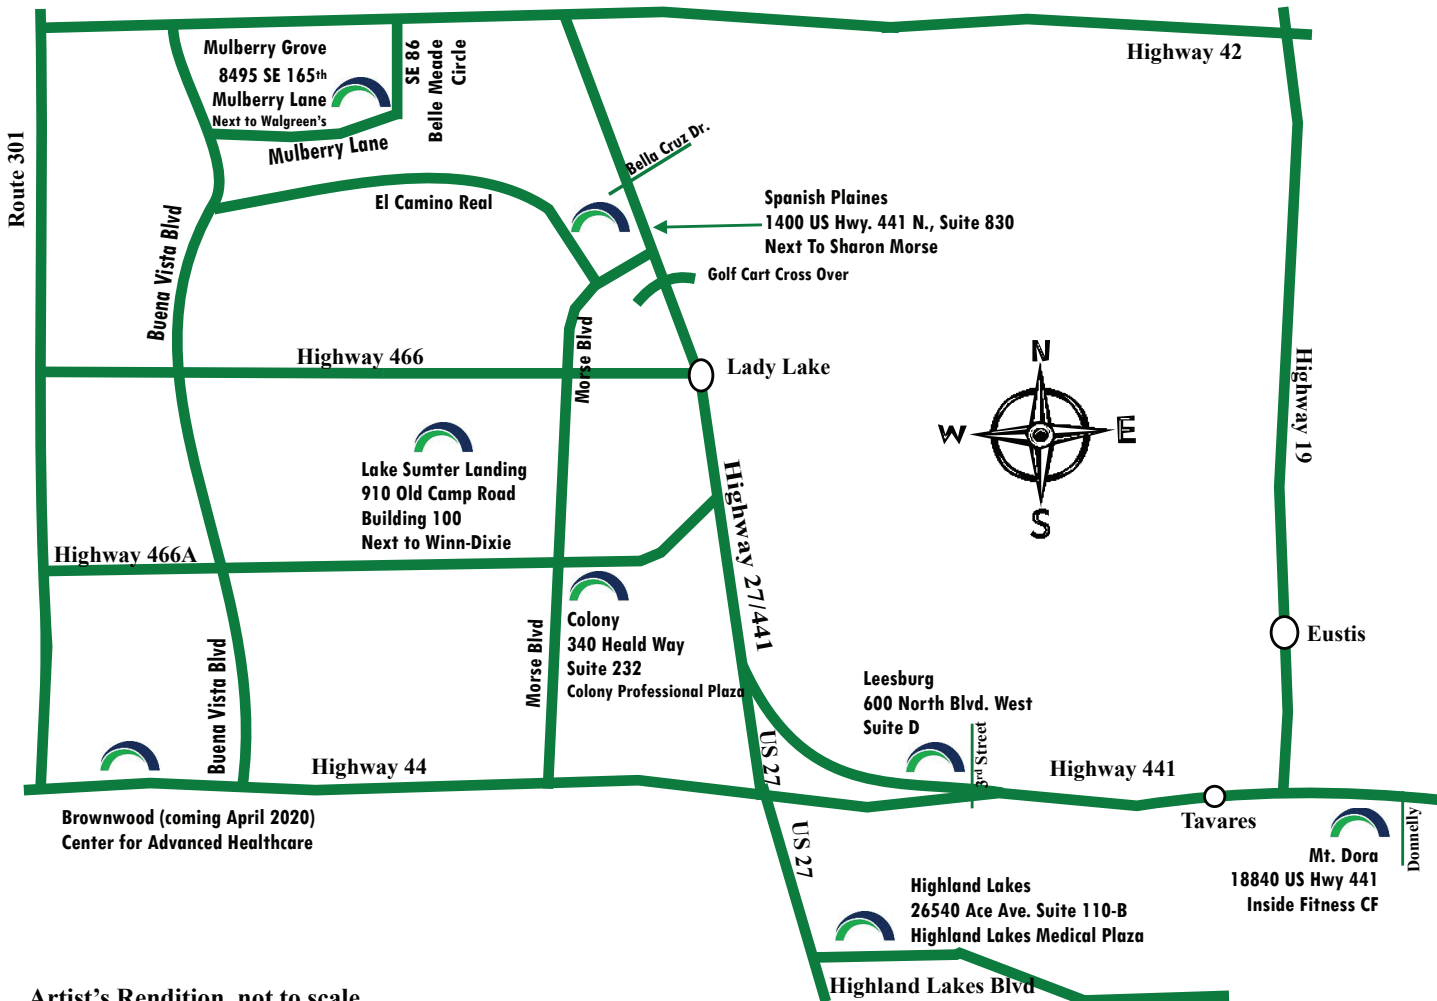 Highway 42
Mulberry Grove
8495 SE 165th
Mulberry Lane
Next to Walgreen's
SE 86
Belle Meade
Circle
Mulberry Lane
Route 301
Bella Cruz Dr.
El Camino Real
Spanish Plaines
1400 US Hwy. 441 N., Suite 830
Next To Sharon Morse
Golf Cart Cross Over
Buena Vista Blvd
Highway 466
Morse Blvd
Lady Lake
N
W
E
S
Highway 19
Lake Sumter Landing
910 Old Camp Road
Building 100
Next to Winn-Dixie
Highway 27/441
Highway 466A
Colony
340 Heald Way
Suite 232
Colony Professional Plaza
Morse Blvd
Buena Vista Blvd
Eustis
Leesburg
600 North Blvd. West
Suite D
3rd Street
US 27
Highway 44
Highway 441
Tavares
Brownwood (coming April 2020)
Center for Advanced Healthcare
US 27
Donnelly
Mt. Dora
18840 US Hwy 441
Inside Fitness CF
Highland Lakes
26540 Ace Ave. Suite 110-B
Highland Lakes Medical Plaza
Highland Lakes Blvd
Artist's Rendition, not to scale